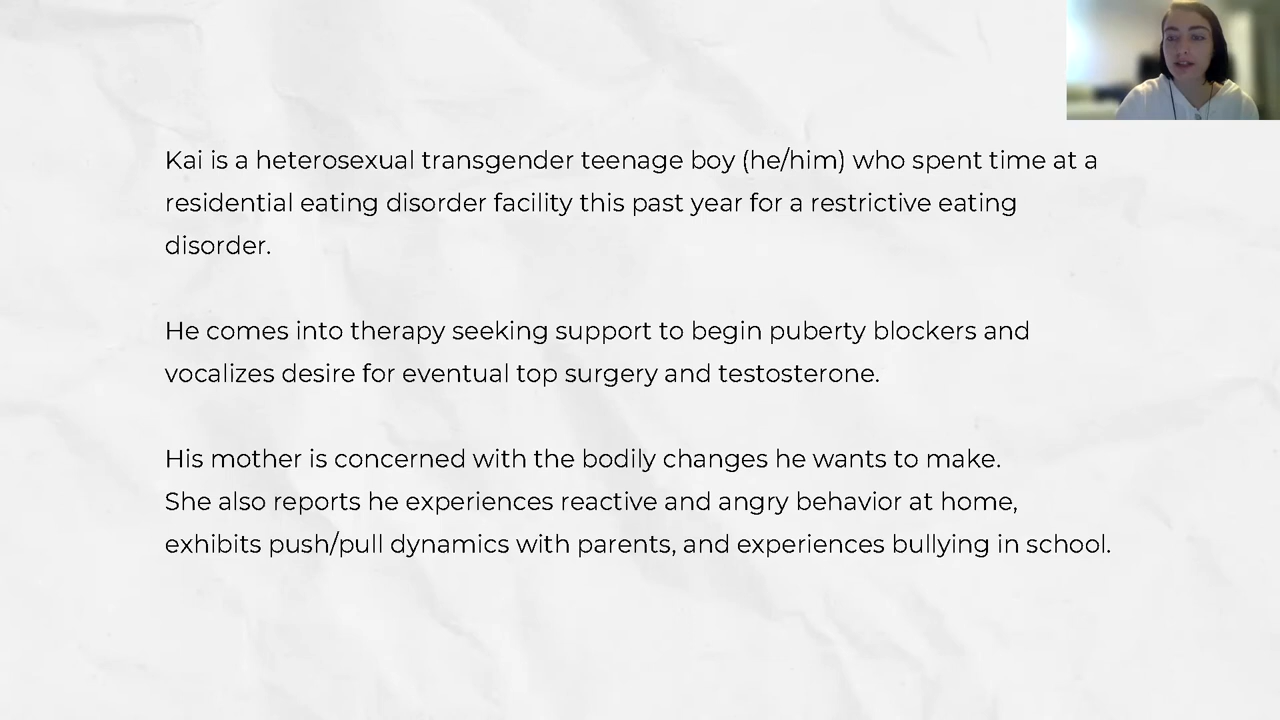 Kai is a heterosexual transgender teenage boy (he/him) who spent time at a
residential eating disorder facility this past year for a restrictive eating
disorder.
He comes into therapy seeking support to begin puberty blockers and
vocalizes desire for eventual top surgery and testosterone.
His mother is concerned with the bodily changes he wants to make.
She also reports he experiences reactive and angry behavior at home,
exhibits push/pull dynamics with parents, and experiences bullying in school.